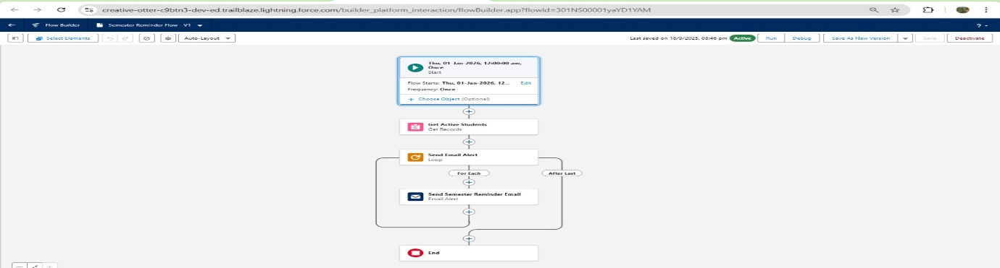 creative-otter-c9btn3-dev-ed.trailblaze.lightning.force.com/builder_platform_interaction/flowBuilder.app?flowId=301NS00001yaYD1YAM
Flow Builder Semester Reminder Flow - V1 ?
Select Elements Auto-Layout Last saved on 18/9/2025, 08:46 pm Active Run Debug Save As New Version Save Deactivate
Thu, 01-Jan-2026, 12:00:00 am,
Once
Start
Flow Starts: Thu, 01-Jan-2026, 12... Edit
Frequency: Once
+ Choose Object (Optional)
Get Active Students
Get Records
Send Email Alert
Loop
For Each After Last
Send Semester Reminder Email
Email Alert
End